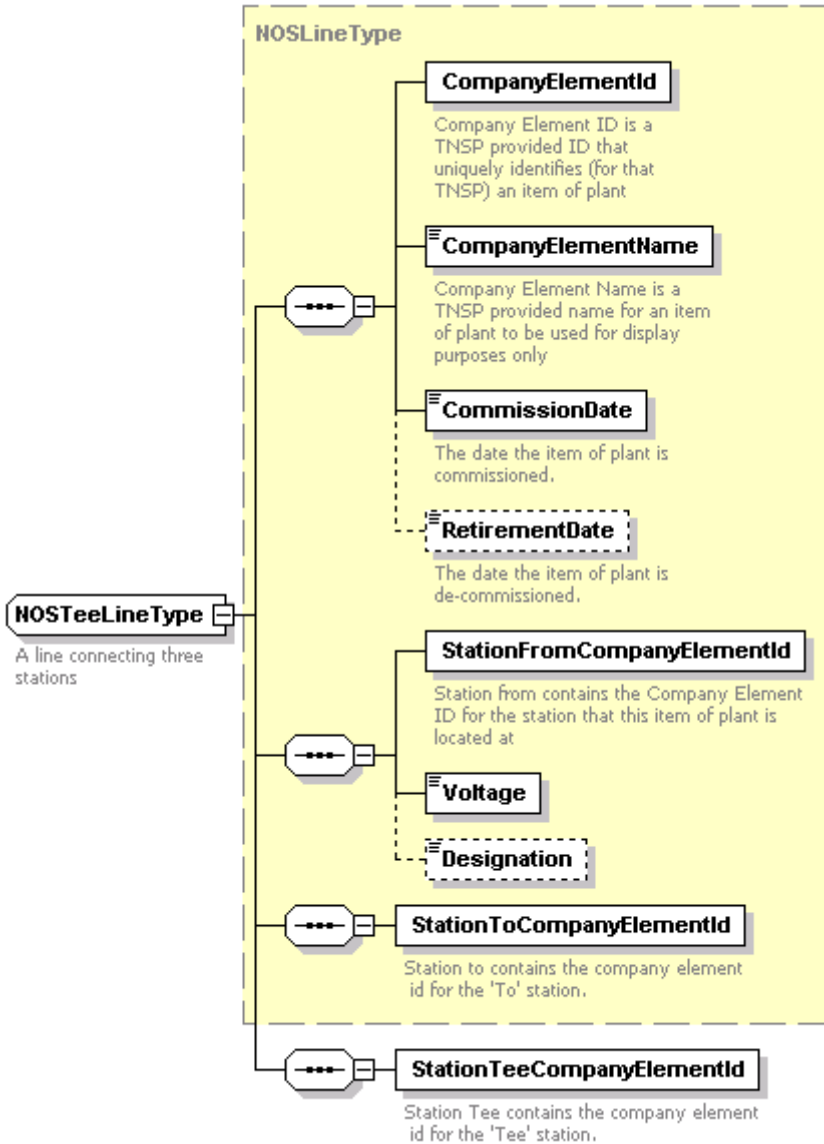 NOSLineType
CompanyElementId
Company Element ID is a
TNSP provided ID that
uniquely identifies (for that
TNSP) an item of plant
CompanyElementName
Company Element Name is a
TNSP provided name for an item
of plant to be used for display
purposes only
CommissionDate
The date the item of plant is
commissioned.
RetirementDate
The date the item of plant is
de-commissioned.
NOSTeeLineType
A line connecting three
stations
StationFromCompanyElementId
Station from contains the Company Element
ID for the station that this item of plant is
located at
Voltage
Designation
StationToCompanyElementId
Station to contains the company element
id for the 'To' station.
StationTeeCompanyElementId
Station Tee contains the company element
id for the 'Tee' station.